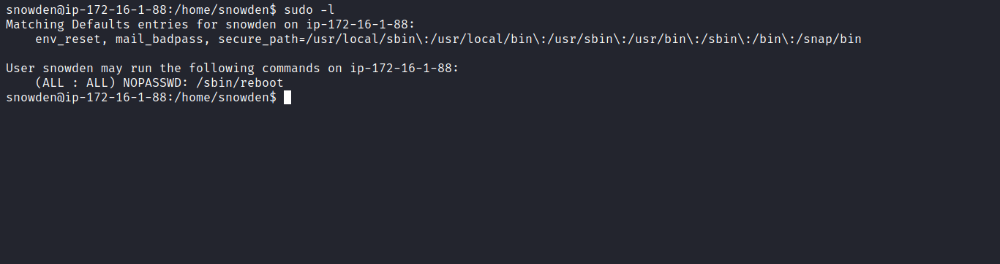 snowden@ip-172-16-1-88:/home/snowden$ sudo -l
Matching Defaults entries for snowden on ip-172-16-1-88:
    env_reset, mail_badpass, secure_path=/usr/local/sbin\:/usr/local/bin\:/usr/sbin\:/usr/bin\:/sbin\:/bin\:/snap/bin

User snowden may run the following commands on ip-172-16-1-88:
    (ALL : ALL) NOPASSWD: /sbin/reboot
snowden@ip-172-16-1-88:/home/snowden$